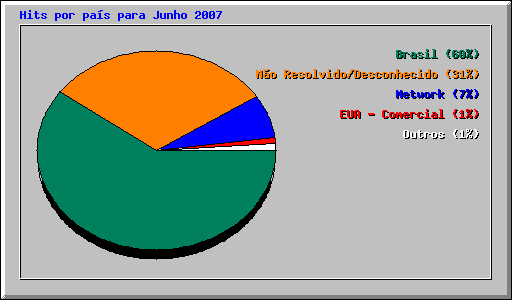 Hits por país para Junho 2007
Brasil (60%)
Não Resolvido/Desconhecido (31%)
Network (7%)
EUA - Comercial (1%)
Outros (1%)